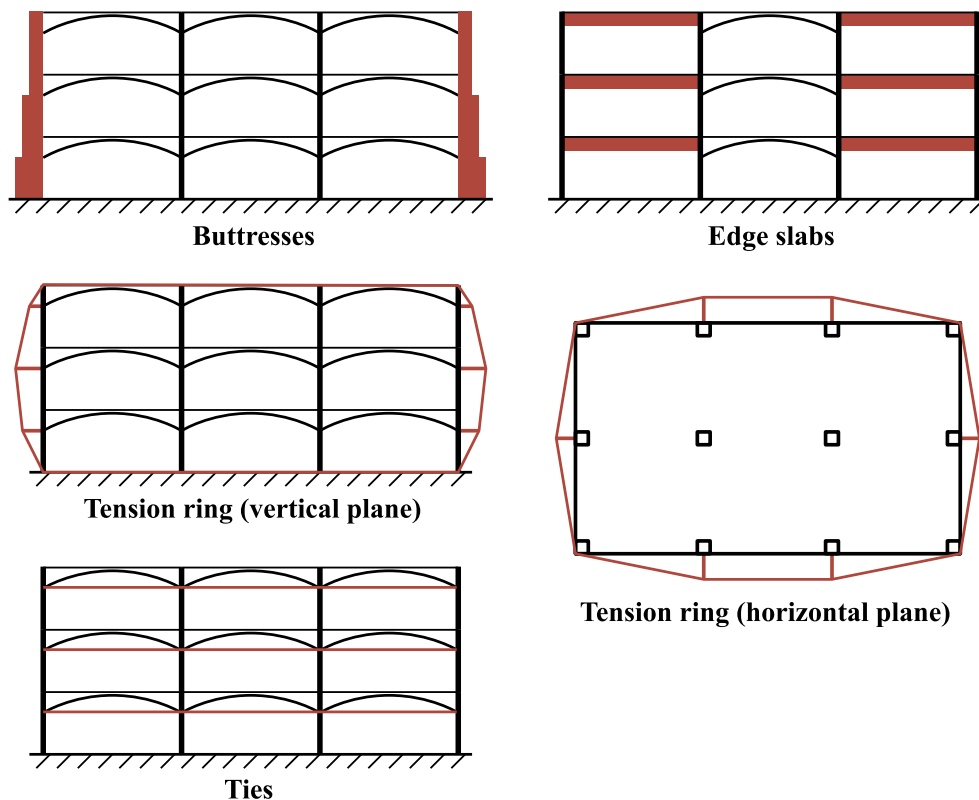 Buttresses
Edge slabs
Tension ring (vertical plane)
Tension ring (horizontal plane)
Ties